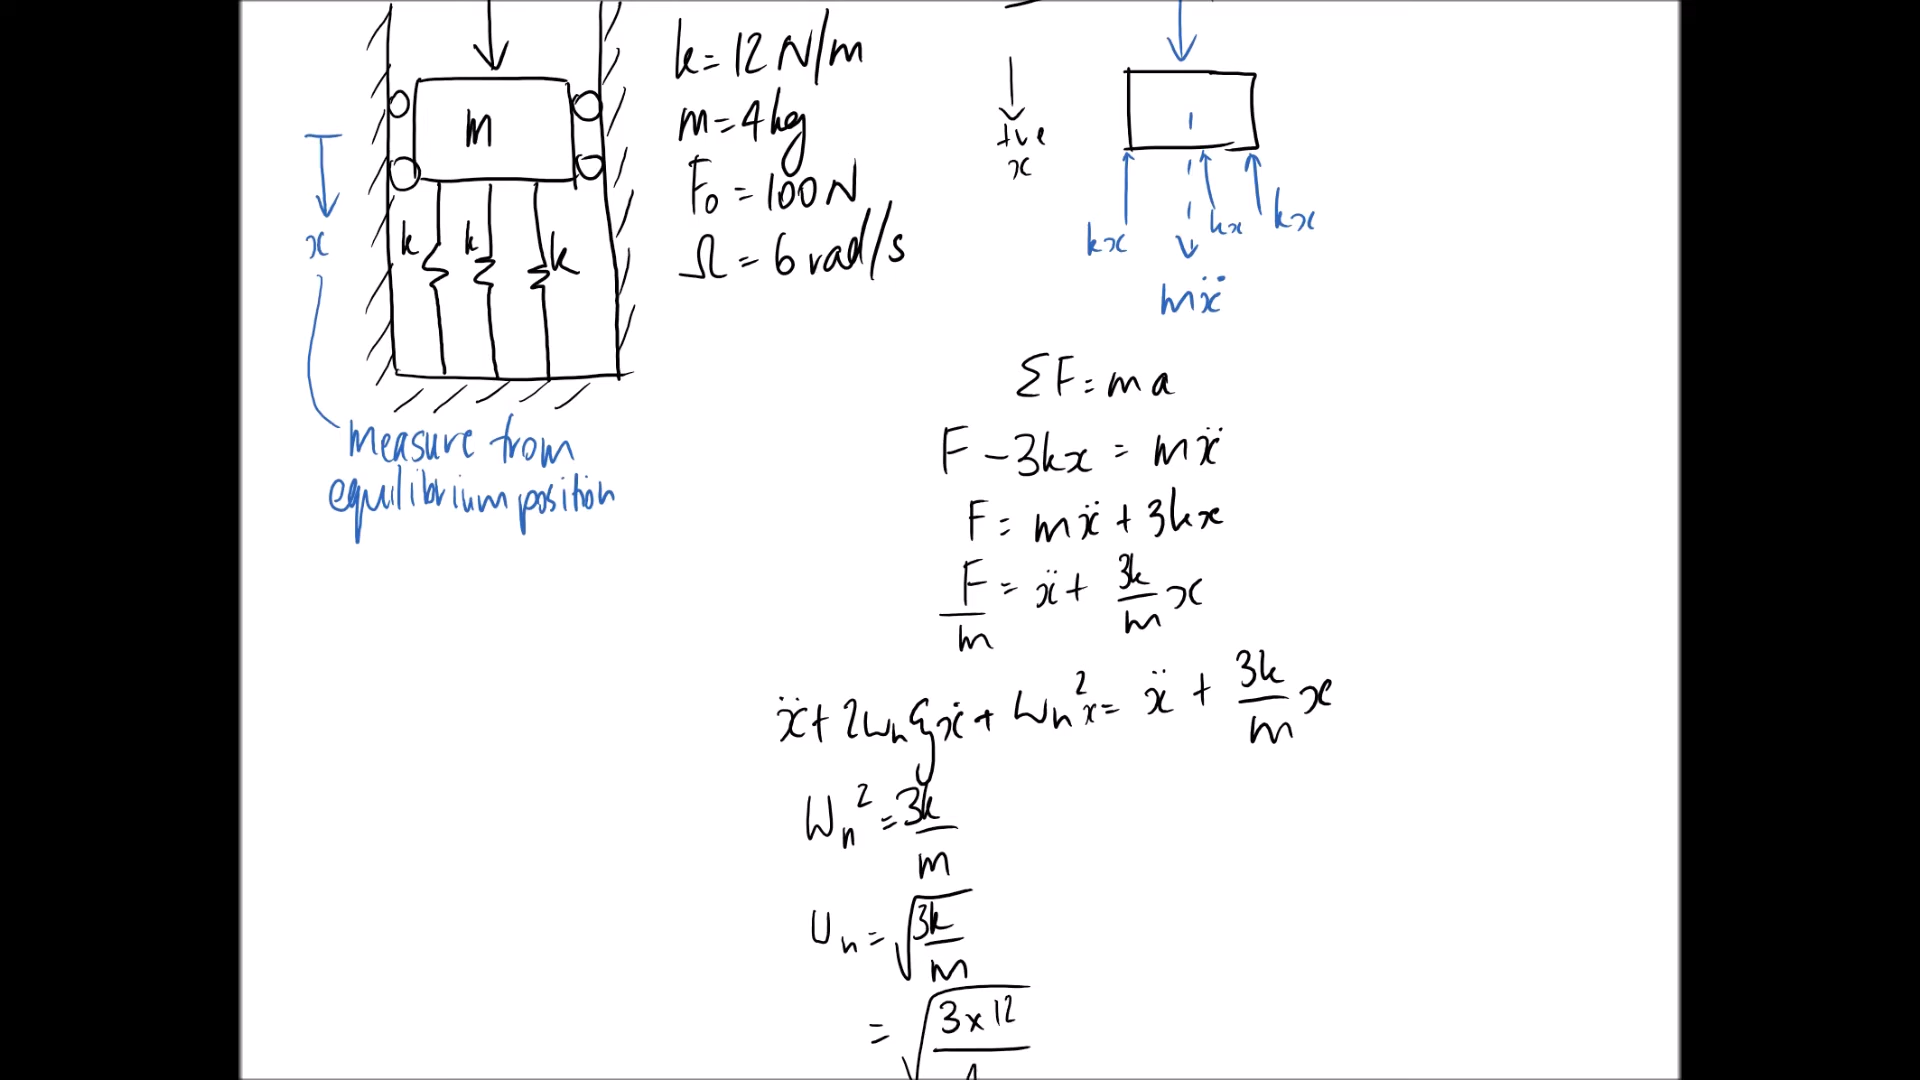 m
x
k k k
measure from
equilibrium position
k = 12 N/m
m = 4 kg
F₀ = 100 N
Ω = 6 rad/s
+ve
x
kx kx kx
mẍ
ΣF = ma
F - 3kx = mẍ
F = mẍ + 3kx
F/m = ẍ + 3k/m x
ẍ + 2ωₙζẋ + ωₙ²x = ẍ + 3k/m x
ωₙ² = 3k/m
ωₙ = √(3k/m)
= √(3 x 12/4)